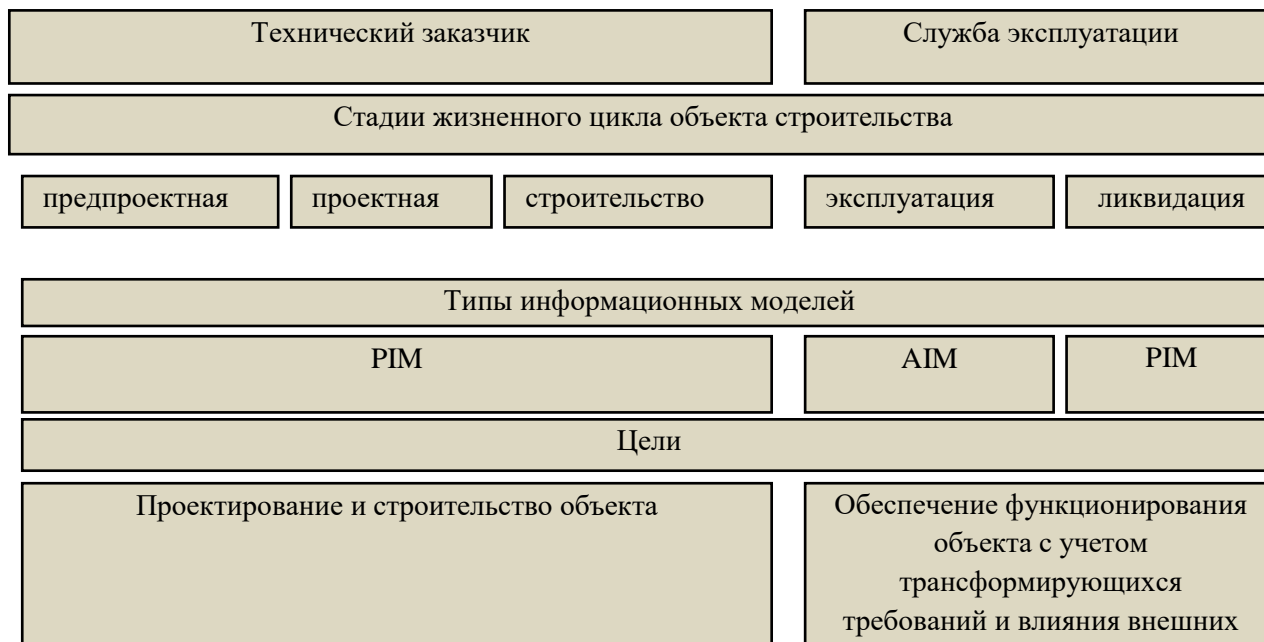 Технический заказчик
Служба эксплуатации
Стадии жизненного цикла объекта строительства
предпроектная
проектная
строительство
эксплуатация
ликвидация
Типы информационных моделей
PIM
AIM
PIM
Цели
Проектирование и строительство объекта
Обеспечение функционирования
объекта с учетом
трансформирующихся
требований и влияния внешних